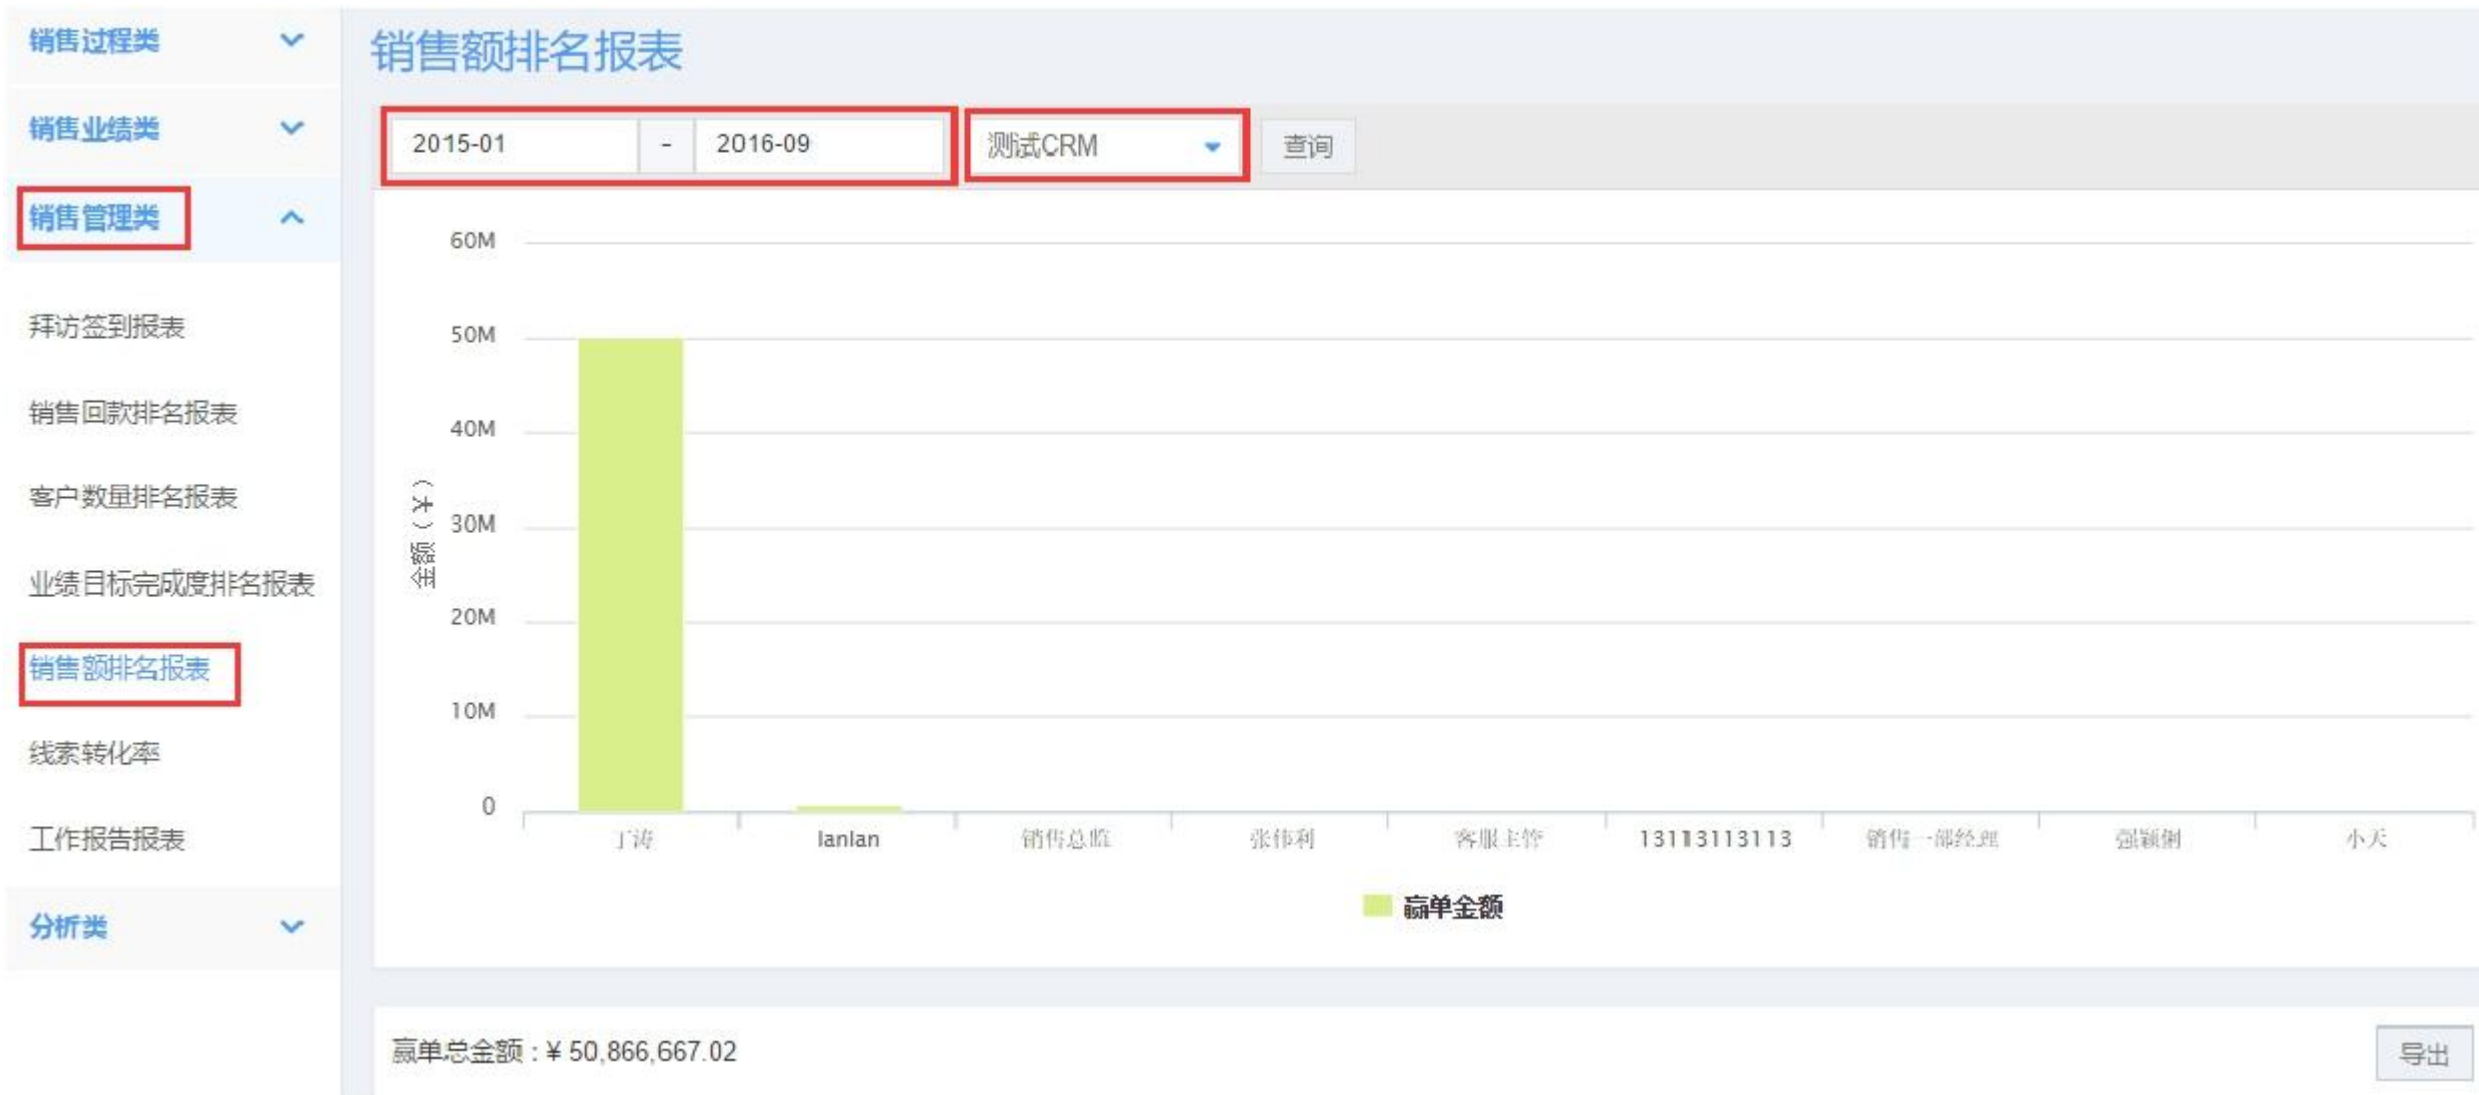 销售过程类
销售业绩类
销售管理类
拜访签到报表
销售回款排名报表
客户数量排名报表
业绩目标完成度排名报表
销售额排名报表
线索转化率
工作报告报表
分析类
销售额排名报表
2015-01 - 2016-09 测试CRM 查询
金额(¥)
60M
50M
40M
30M
20M
10M
0
丁涛 lanlan 销售总监 张伟利 客服主管 13113113113 销售一部经理 强颖俐 小天
赢单金额
赢单总金额 : ¥ 50,866,667.02
导出